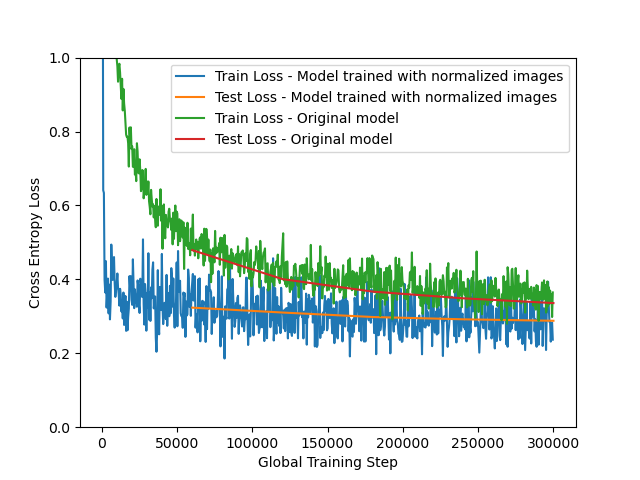 Train Loss - Model trained with normalized images
Test Loss - Model trained with normalized images
Train Loss - Original model
Test Loss - Original model
1.0
0.8
0.6
0.4
0.2
0.0
Cross Entropy Loss
0 50000 100000 150000 200000 250000 300000
Global Training Step